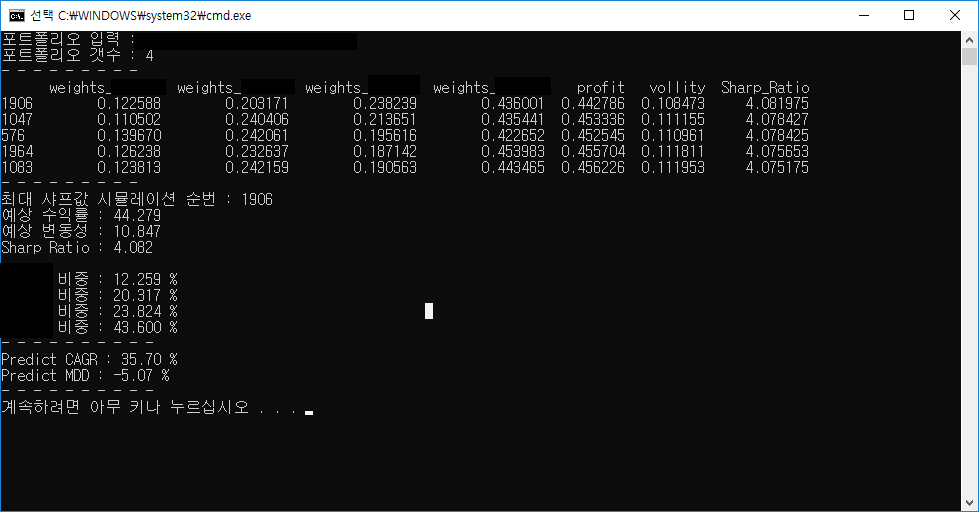 선택 C:₩WINDOWS₩system32₩cmd.exe
포트폴리오 입력 :
포트폴리오 갯수 : 4
- - - - - - - - -
weights_ weights_ weights_ weights_ profit vollity Sharp_Ratio
1906 0.122588 0.203171 0.238239 0.436001 0.442786 0.108473 4.081975
1047 0.110502 0.240406 0.213651 0.435441 0.453336 0.111155 4.078427
576 0.139670 0.242061 0.195616 0.422652 0.452545 0.110961 4.078425
1964 0.126238 0.232637 0.187142 0.453983 0.455704 0.111811 4.075653
1083 0.123813 0.242159 0.190563 0.443465 0.456226 0.111953 4.075175
- - - - - - - - -
최대 샤프값 시뮬레이션 순번 : 1906
예상 수익률 : 44.279
예상 변동성 : 10.847
Sharp Ratio : 4.082
비중 : 12.259 %
비중 : 20.317 %
비중 : 23.824 %
비중 : 43.600 %
- - - - - - - - - -
Predict CAGR : 35.70 %
Predict MDD : -5.07 %
- - - - - - - - - -
계속하려면 아무 키나 누르십시오 . . .